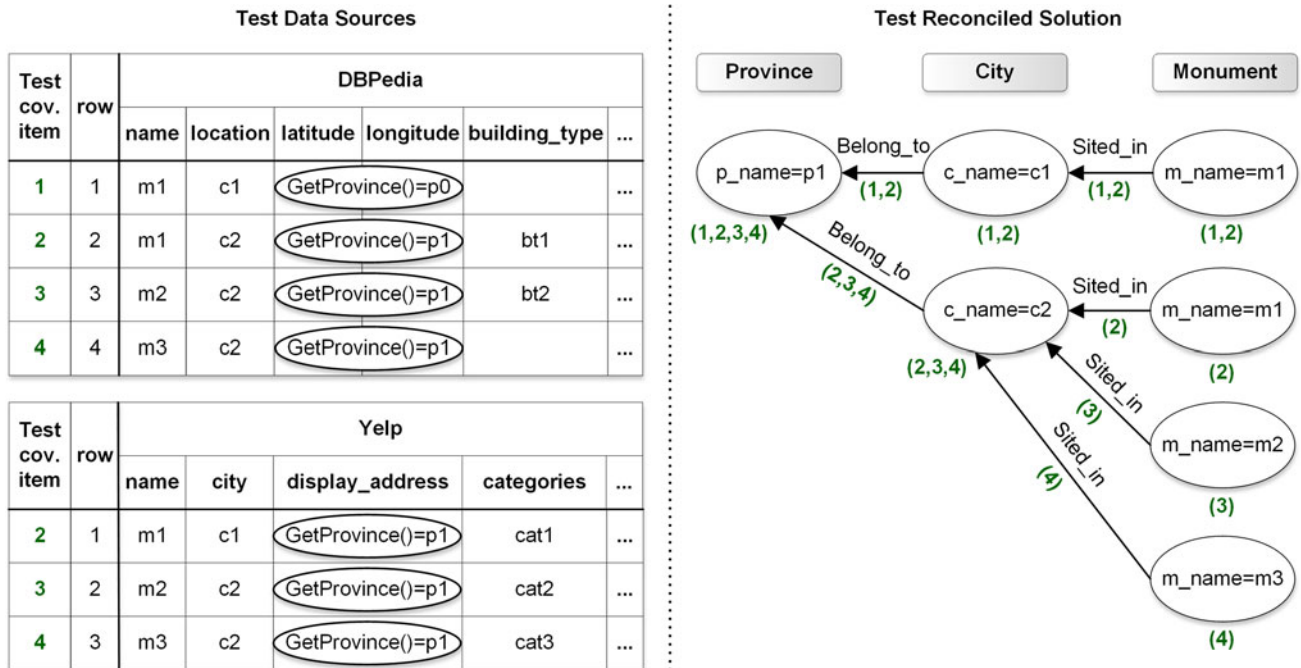 Test Data Sources
Test cov. item row DBPedia
name location latitude longitude building_type ...
1 1 m1 c1 GetProvince()=p0 ...
2 2 m1 c2 GetProvince()=p1 bt1 ...
3 3 m2 c2 GetProvince()=p1 bt2 ...
4 4 m3 c2 GetProvince()=p1 ...
Test cov. item row Yelp
name city display_address categories ...
2 1 m1 c1 GetProvince()=p1 cat1 ...
3 2 m2 c2 GetProvince()=p1 cat2 ...
4 3 m3 c2 GetProvince()=p1 cat3 ...
Test Reconciled Solution
Province City Monument
p_name=p1 Belong_to c_name=c1 Sited_in m_name=m1
(1,2) (1,2)
(1,2,3,4) (1,2) (1,2)
Belong_to
(2,3,4)
c_name=c2 Sited_in m_name=m1
(2)
(2,3,4) (2)
Sited_in
(3)
m_name=m2
(3)
Sited_in
(4)
m_name=m3
(4)